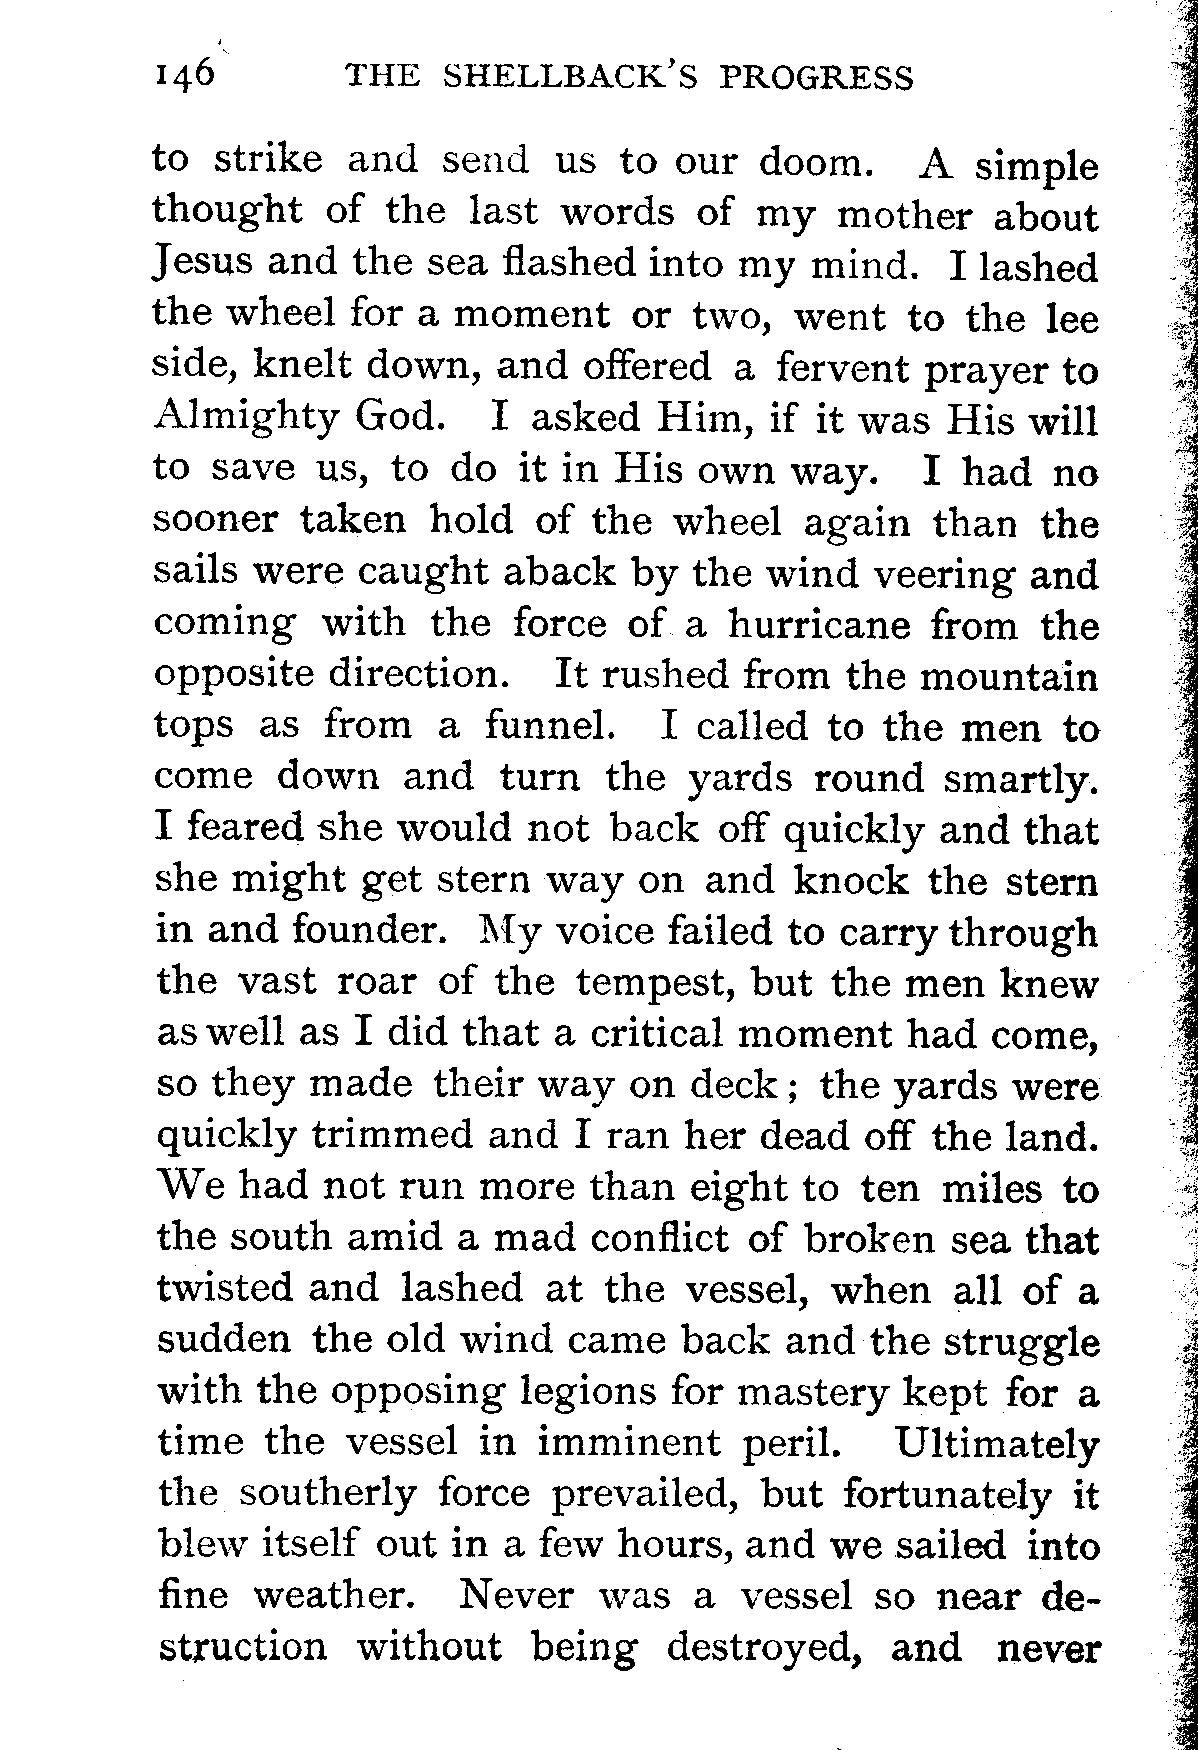 146 THE SHELLBACK'S PROGRESS
to strike and send us to our doom. A simple
thought of the last words of my mother about
Jesus and the sea flashed into my mind. I lashed
the wheel for a moment or two, went to the lee
side, knelt down, and offered a fervent prayer to
Almighty God. I asked Him, if it was His will
to save us, to do it in His own way. I had no
sooner taken hold of the wheel again than the
sails were caught aback by the wind veering and
coming with the force of a hurricane from the
opposite direction. It rushed from the mountain
tops as from a funnel. I called to the men to
come down and turn the yards round smartly.
I feared she would not back off quickly and that
she might get stern way on and knock the stern
in and founder. My voice failed to carry through
the vast roar of the tempest, but the men knew
as well as I did that a critical moment had come,
so they made their way on deck; the yards were
quickly trimmed and I ran her dead off the land.
We had not run more than eight to ten miles to
the south amid a mad conflict of broken sea that
twisted and lashed at the vessel, when all of a
sudden the old wind came back and the struggle
with the opposing legions for mastery kept for a
time the vessel in imminent peril. Ultimately
the southerly force prevailed, but fortunately it
blew itself out in a few hours, and we sailed into
fine weather. Never was a vessel so near de-
struction without being destroyed, and never